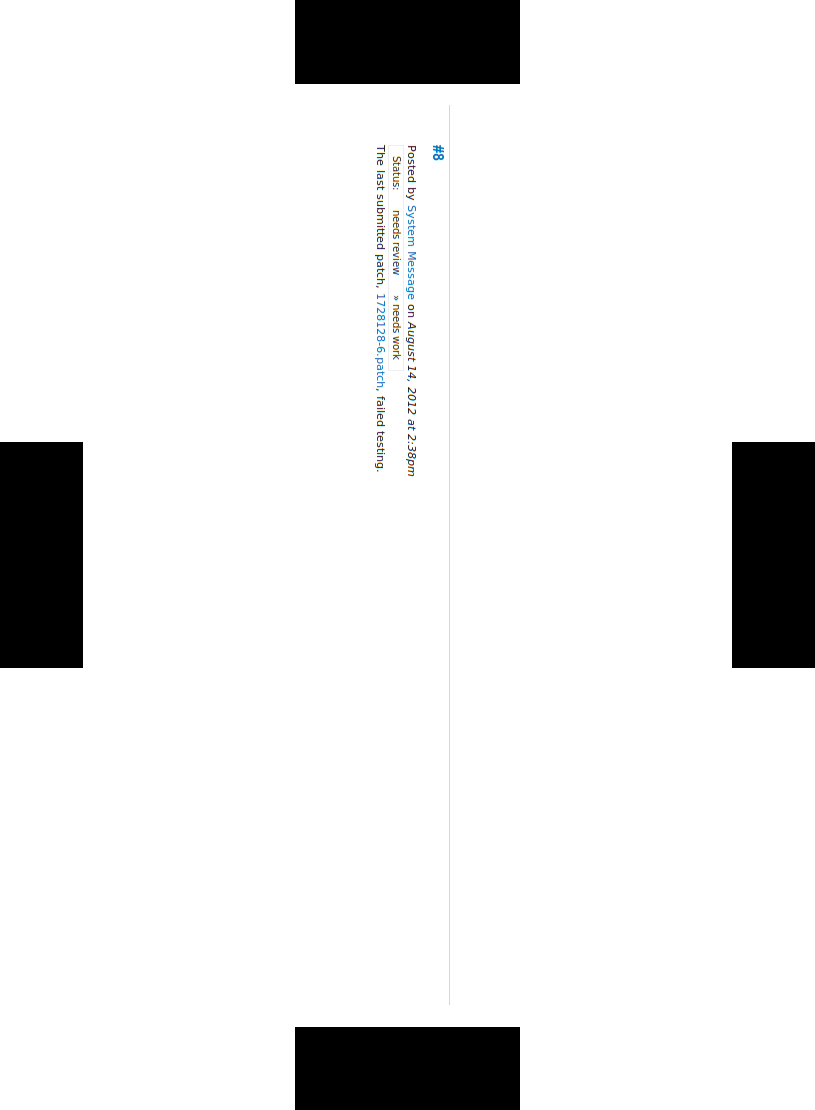 #8
Posted by System Message on August 14, 2012 at 2:38pm
Status: needs review » needs work
The last submitted patch, 1728128-6.patch, failed testing.